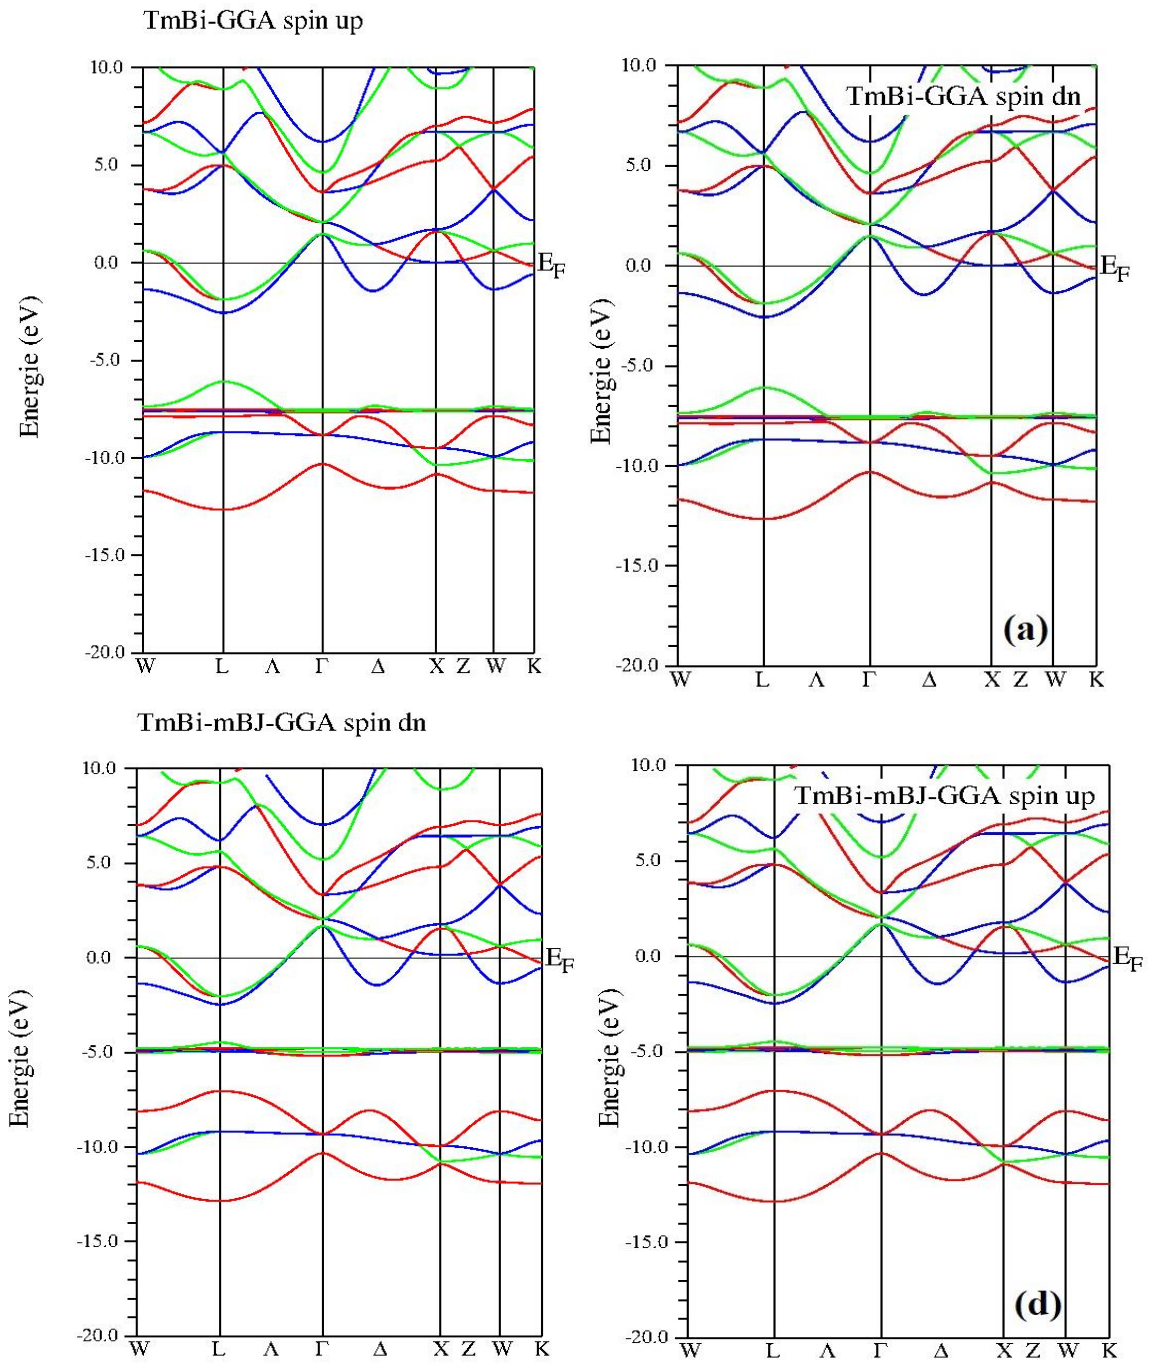 TmBi-GGA spin up
10.0
5.0
0.0
-5.0
-10.0
-15.0
-20.0
Energie (eV)
E_F
W L Λ Γ Δ X Z W K
TmBi-GGA spin dn
10.0
5.0
0.0
-5.0
-10.0
-15.0
-20.0
Energie (eV)
E_F
(a)
W L Λ Γ Δ X Z W K
TmBi-mBJ-GGA spin dn
10.0
5.0
0.0
-5.0
-10.0
-15.0
-20.0
Energie (eV)
E_F
W L Λ Γ Δ X Z W K
TmBi-mBJ-GGA spin up
10.0
5.0
0.0
-5.0
-10.0
-15.0
-20.0
Energie (eV)
E_F
(d)
W L Λ Γ Δ X Z W K